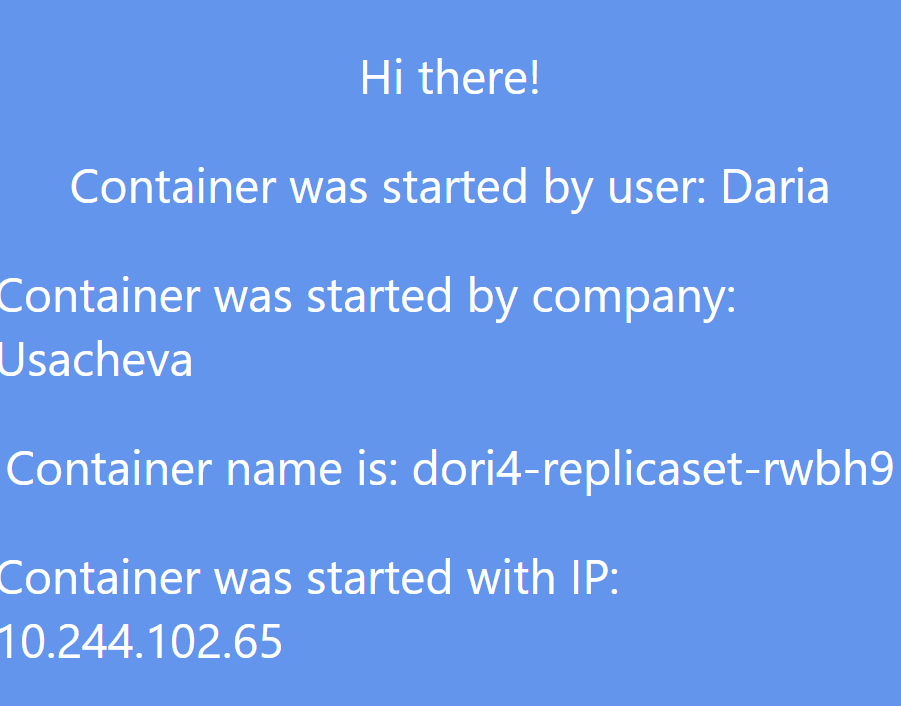 Hi there!
Container was started by user: Daria
Container was started by company:
Usacheva
Container name is: dori4-replicaset-rwbh9
Container was started with IP:
10.244.102.65